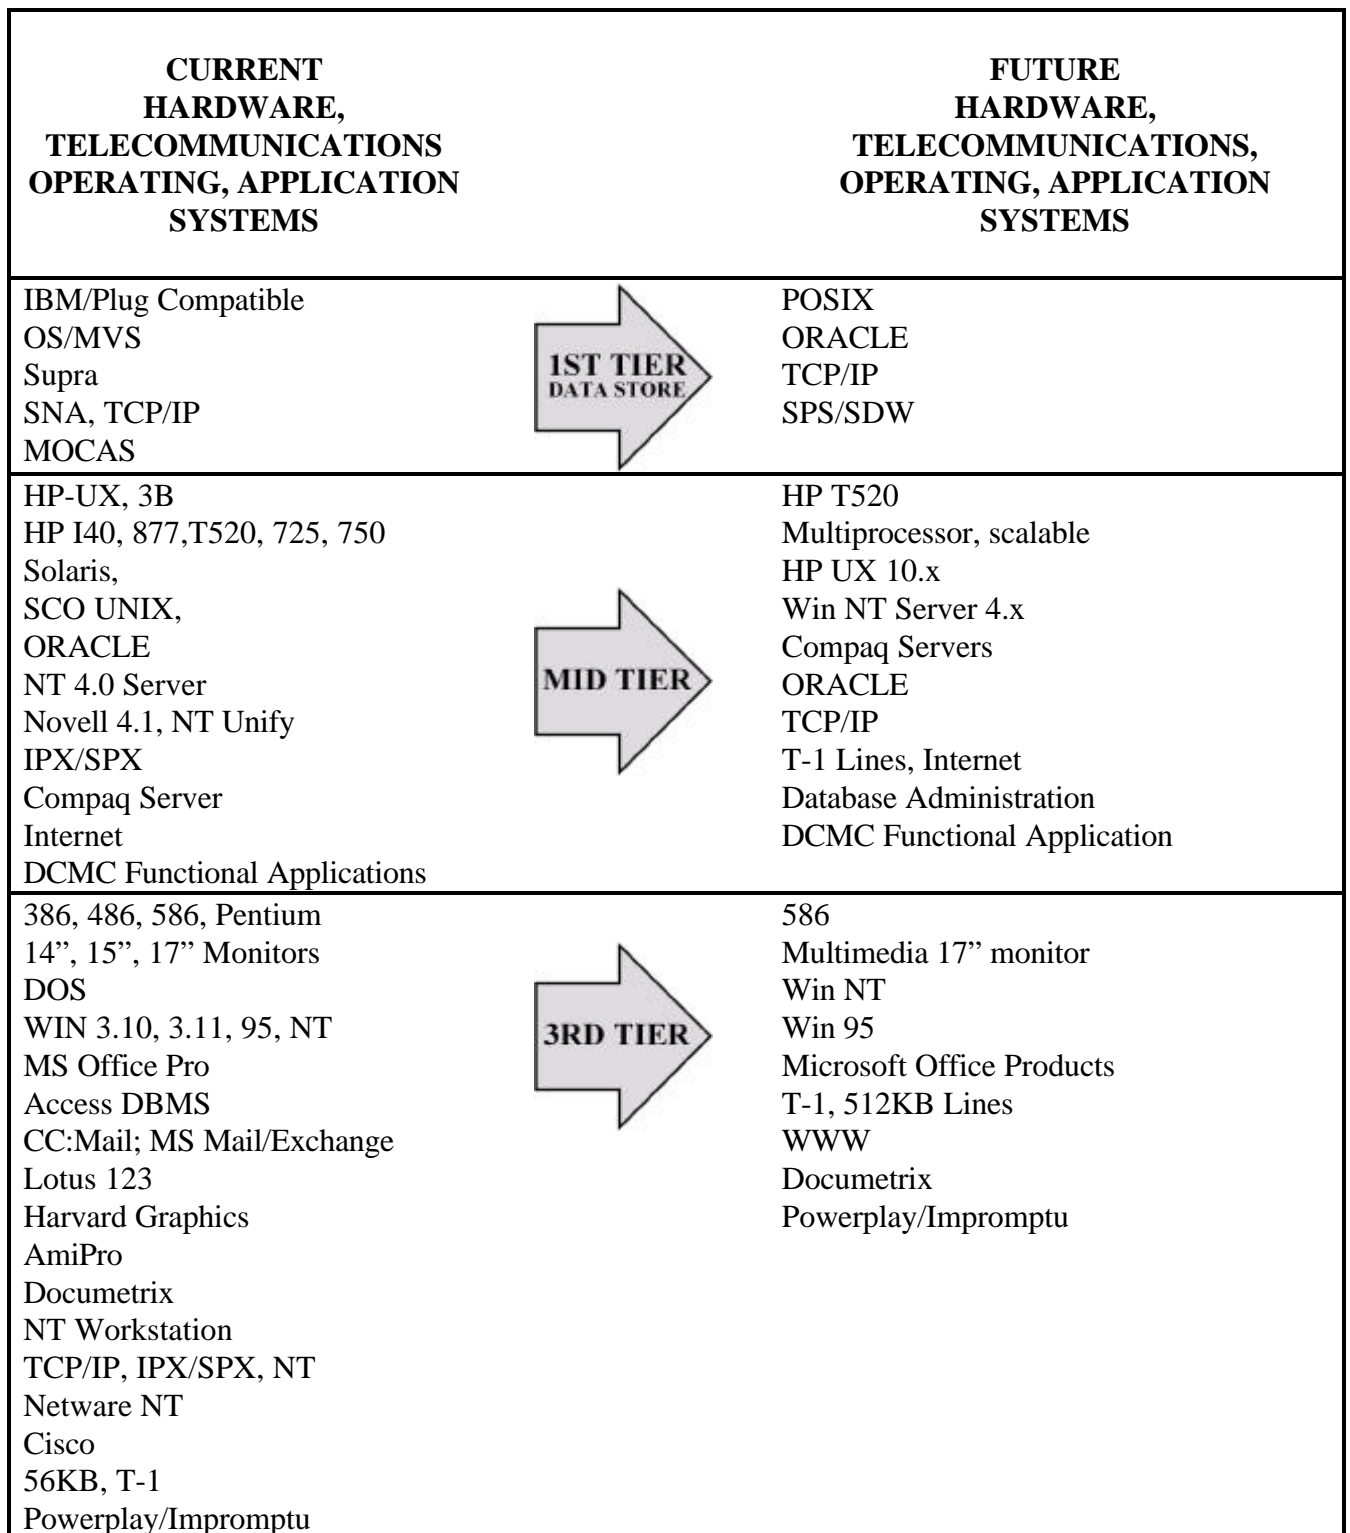 CURRENT
HARDWARE,
TELECOMMUNICATIONS
OPERATING, APPLICATION
SYSTEMS
FUTURE
HARDWARE,
TELECOMMUNICATIONS,
OPERATING, APPLICATION
SYSTEMS
IBM/Plug Compatible
OS/MVS
Supra
SNA, TCP/IP
MOCAS
1ST TIER
DATA STORE
POSIX
ORACLE
TCP/IP
SPS/SDW
HP-UX, 3B
HP I40, 877,T520, 725, 750
Solaris,
SCO UNIX,
ORACLE
NT 4.0 Server
Novell 4.1, NT Unify
IPX/SPX
Compaq Server
Internet
DCMC Functional Applications
MID TIER
HP T520
Multiprocessor, scalable
HP UX 10.x
Win NT Server 4.x
Compaq Servers
ORACLE
TCP/IP
T-1 Lines, Internet
Database Administration
DCMC Functional Application
386, 486, 586, Pentium
14”, 15”, 17” Monitors
DOS
WIN 3.10, 3.11, 95, NT
MS Office Pro
Access DBMS
CC:Mail; MS Mail/Exchange
Lotus 123
Harvard Graphics
AmiPro
Documetrix
NT Workstation
TCP/IP, IPX/SPX, NT
Netware NT
Cisco
56KB, T-1
Powerplay/Impromptu
3RD TIER
586
Multimedia 17” monitor
Win NT
Win 95
Microsoft Office Products
T-1, 512KB Lines
WWW
Documetrix
Powerplay/Impromptu